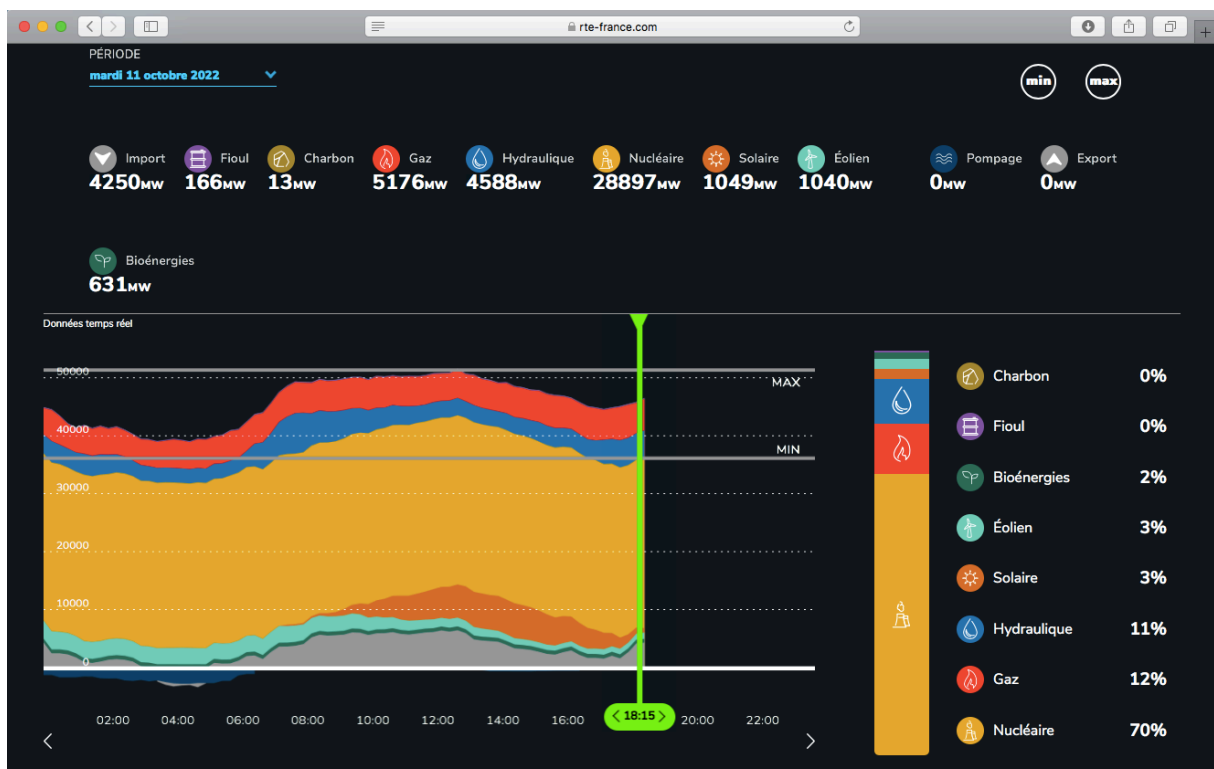 rte-france.com
PÉRIODE
mardi 11 octobre 2022
min max
Import Fioul Charbon Gaz Hydraulique Nucléaire Solaire Éolien Pompage Export
4250MW 166MW 13MW 5176MW 4588MW 28897MW 1049MW 1040MW 0MW 0MW
Bioénergies
631MW
Données temps réel
50000
MAX
40000
MIN
30000
20000
10000
0
02:00 04:00 06:00 08:00 10:00 12:00 14:00 16:00 18:15 20:00 22:00
Charbon 0%
Fioul 0%
Bioénergies 2%
Éolien 3%
Solaire 3%
Hydraulique 11%
Gaz 12%
Nucléaire 70%